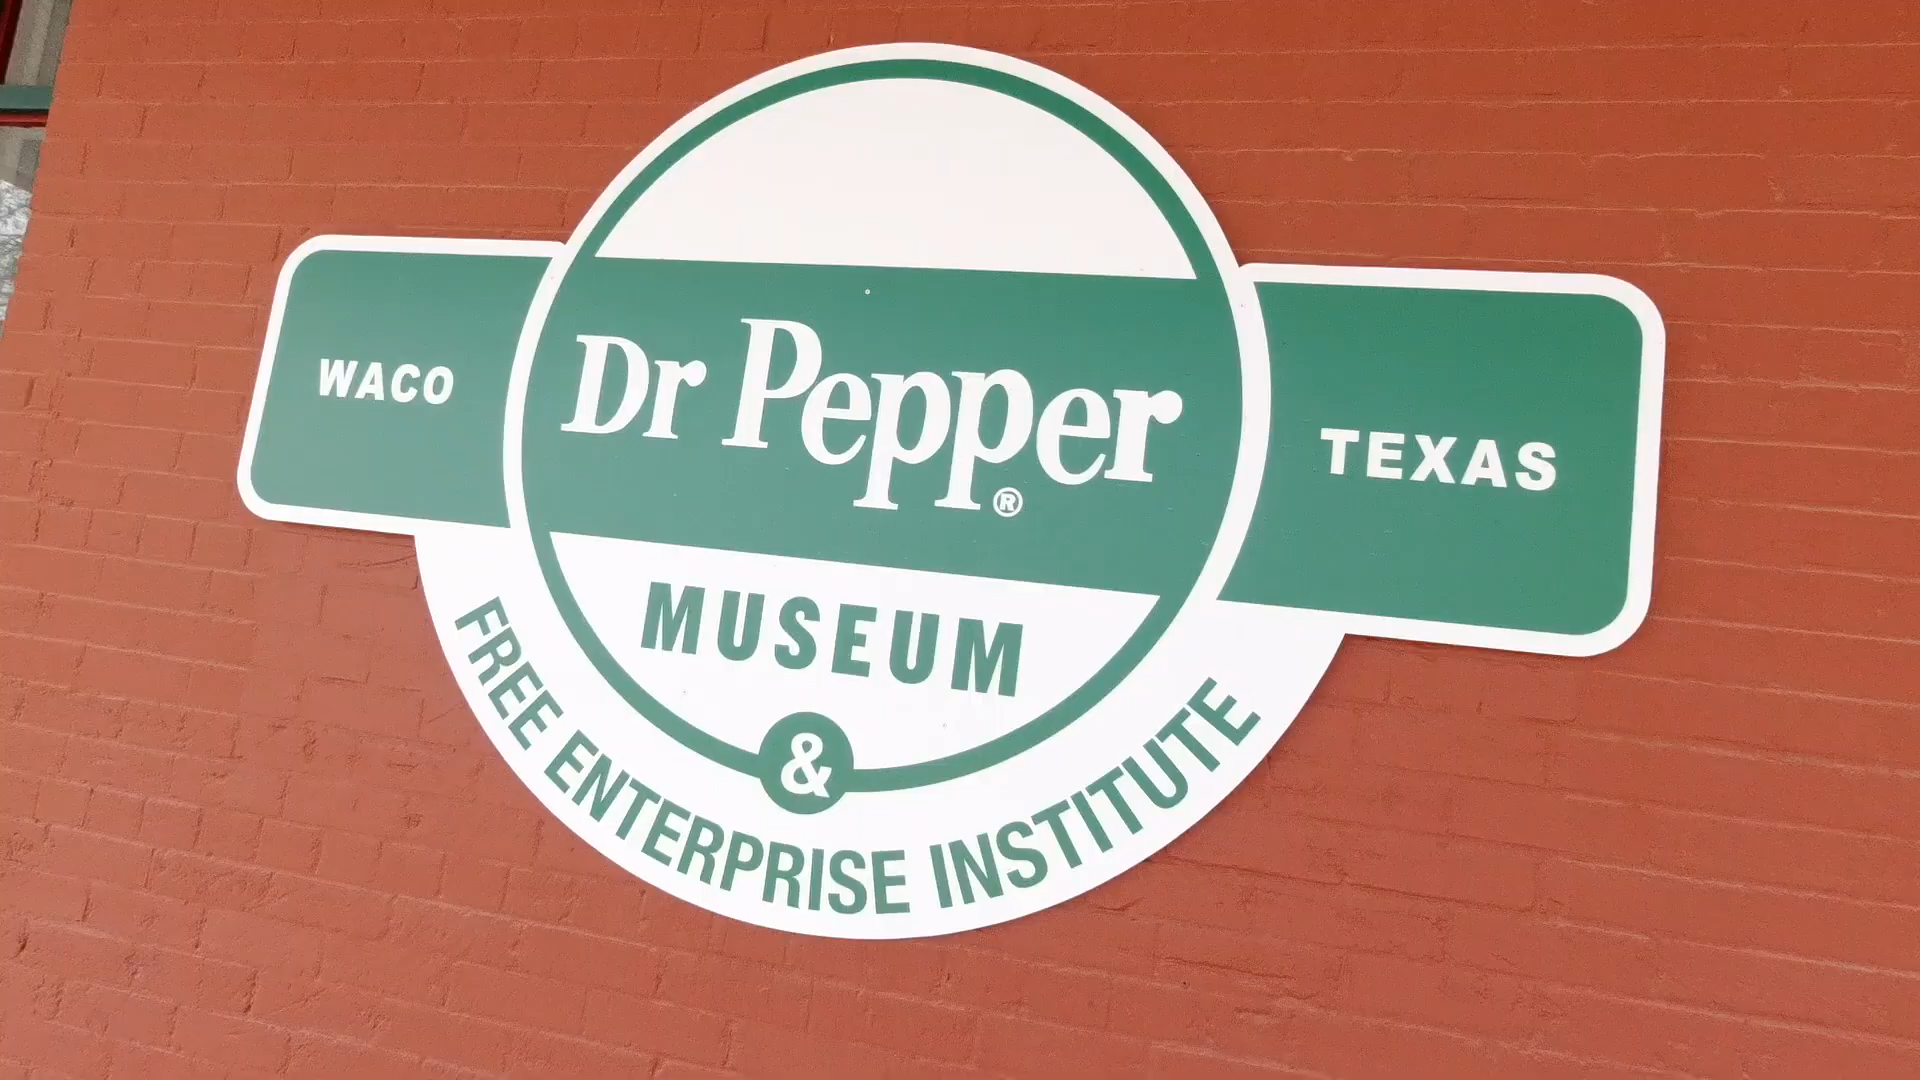 WACO
Dr Pepper®
TEXAS
MUSEUM
&
FREE ENTERPRISE INSTITUTE